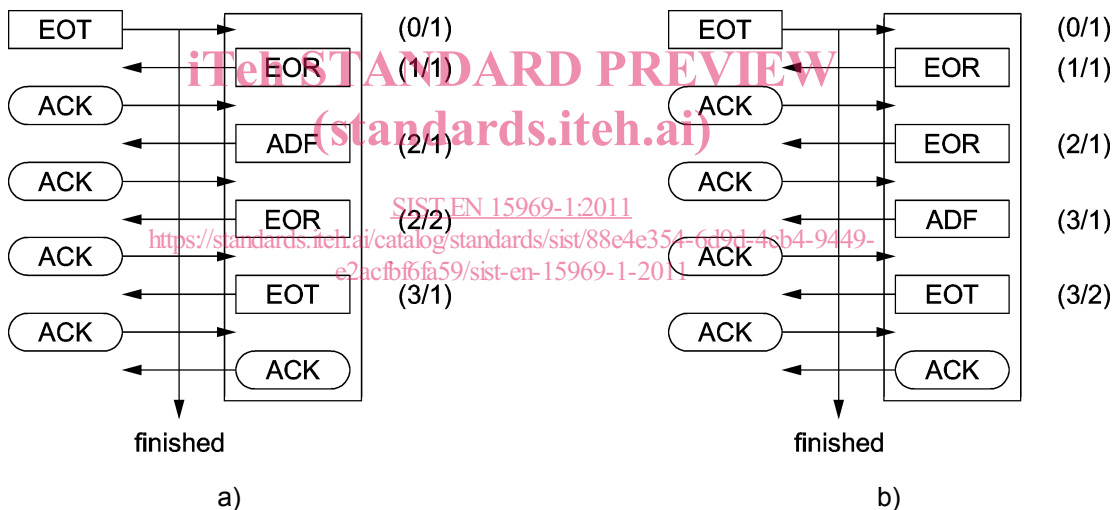 EOT (0/1) EOT (0/1)
EOR (1/1) EOR (1/1)
iTeh STANDARD PREVIEW
ACK ACK
(standards.iteh.ai)
ADF (2/1) EOR (2/1)
ACK ACK
SIST EN 15969-1:2011
EOR (2/2) ADF (3/1)
https://standards.iteh.ai/catalog/standards/sist/88e4e354-6d9d-4cb4-9449-
ACK ACK
e2acfbf6fa59/sist-en-15969-1-2011
EOT (3/1) EOT (3/2)
ACK ACK
ACK ACK
finished finished
a) b)